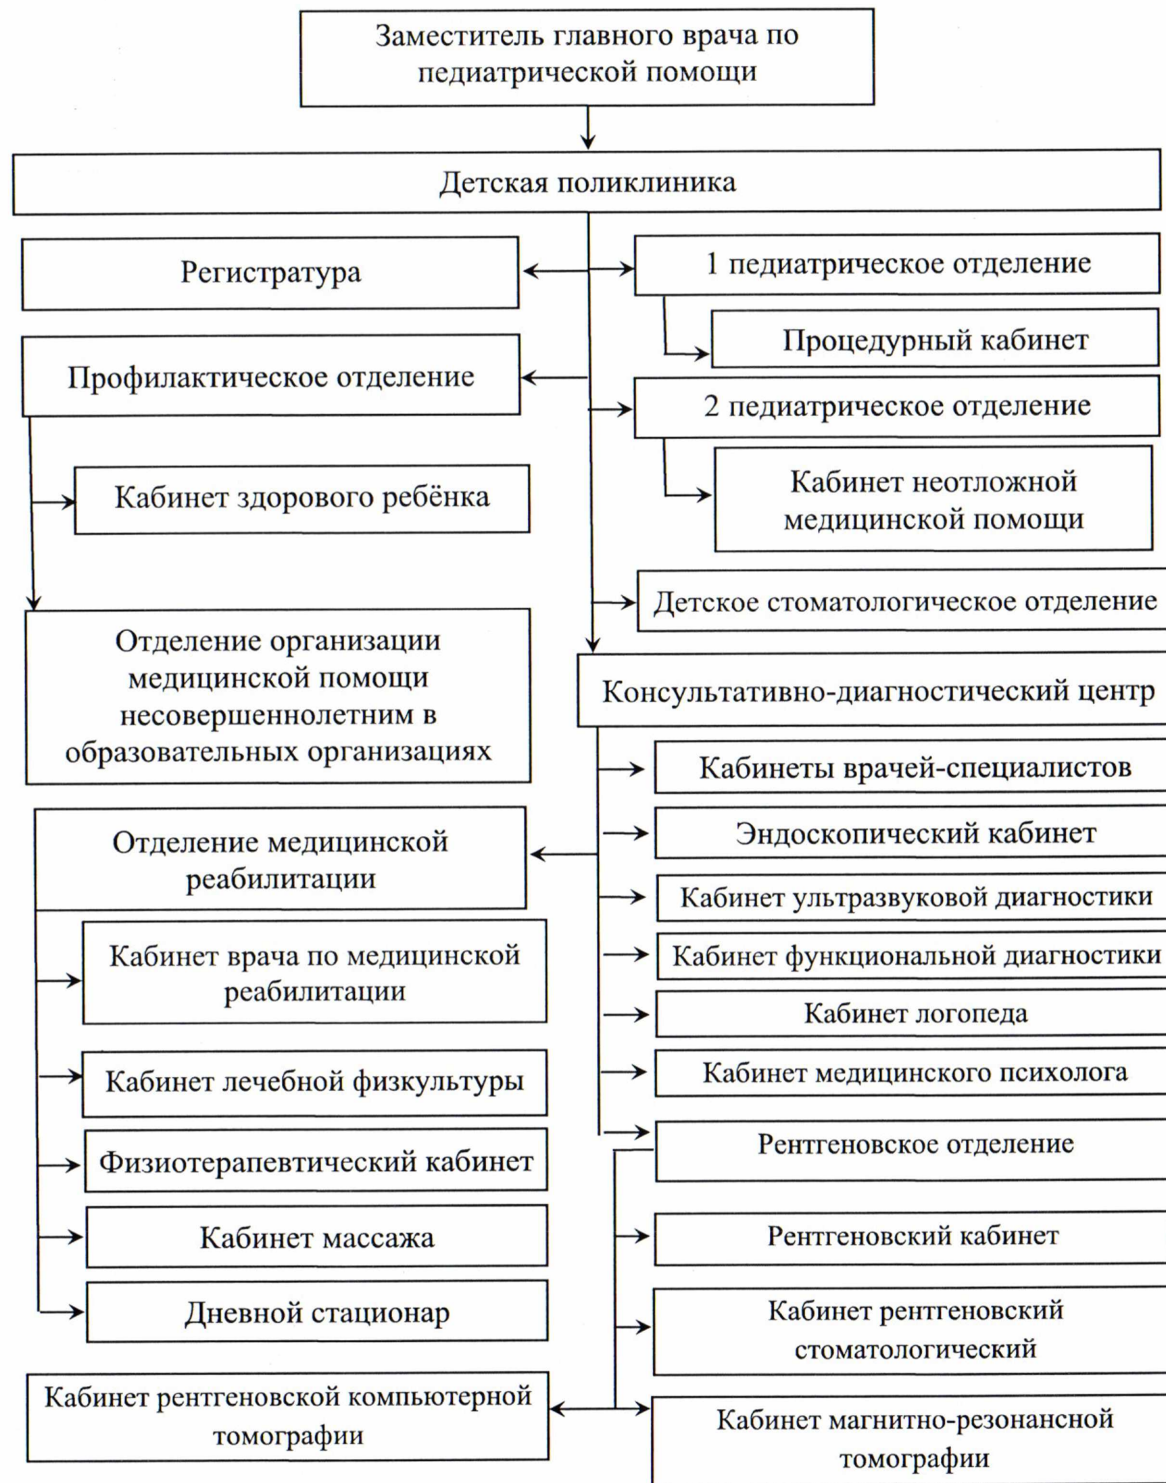 Заместитель главного врача по
педиатрической помощи
Детская поликлиника
Регистратура
1 педиатрическое отделение
Процедурный кабинет
Профилактическое отделение
2 педиатрическое отделение
Кабинет здорового ребёнка
Кабинет неотложной
медицинской помощи
Детское стоматологическое отделение
Отделение организации
медицинской помощи
несовершеннолетним в
образовательных организациях
Консультативно-диагностический центр
Кабинеты врачей-специалистов
Эндоскопический кабинет
Кабинет ультразвуковой диагностики
Кабинет функциональной диагностики
Кабинет логопеда
Кабинет медицинского психолога
Рентгеновское отделение
Отделение медицинской
реабилитации
Кабинет врача по медицинской
реабилитации
Кабинет лечебной физкультуры
Физиотерапевтический кабинет
Кабинет массажа
Дневной стационар
Рентгеновский кабинет
Кабинет рентгеновский
стоматологический
Кабинет рентгеновской компьютерной
томографии
Кабинет магнитно-резонансной
томографии